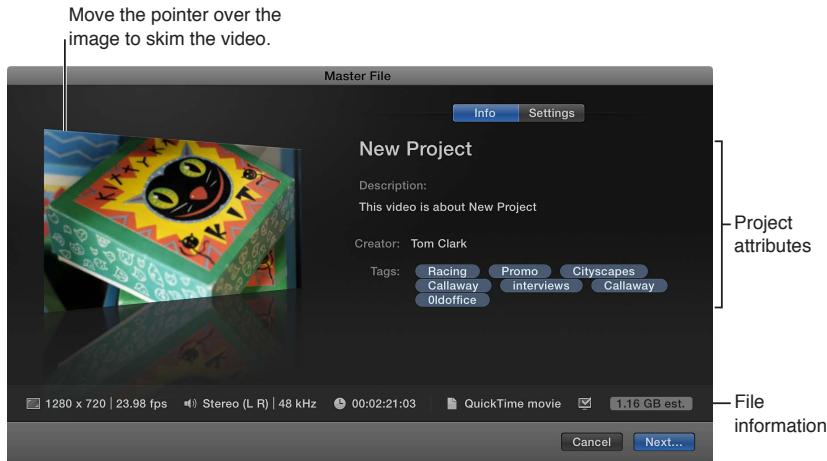 Move the pointer over the
image to skim the video.
Master File
Info Settings
New Project
Description:
This video is about New Project
Creator: Tom Clark
Tags: Racing Promo Cityscapes
Callaway interviews Callaway
0ldoffice
KITTY KA
KIT
Project
attributes
1280 x 720 | 23.98 fps Stereo (L R) | 48 kHz 00:02:21:03 QuickTime movie 1.16 GB est.
File
information
Cancel Next...